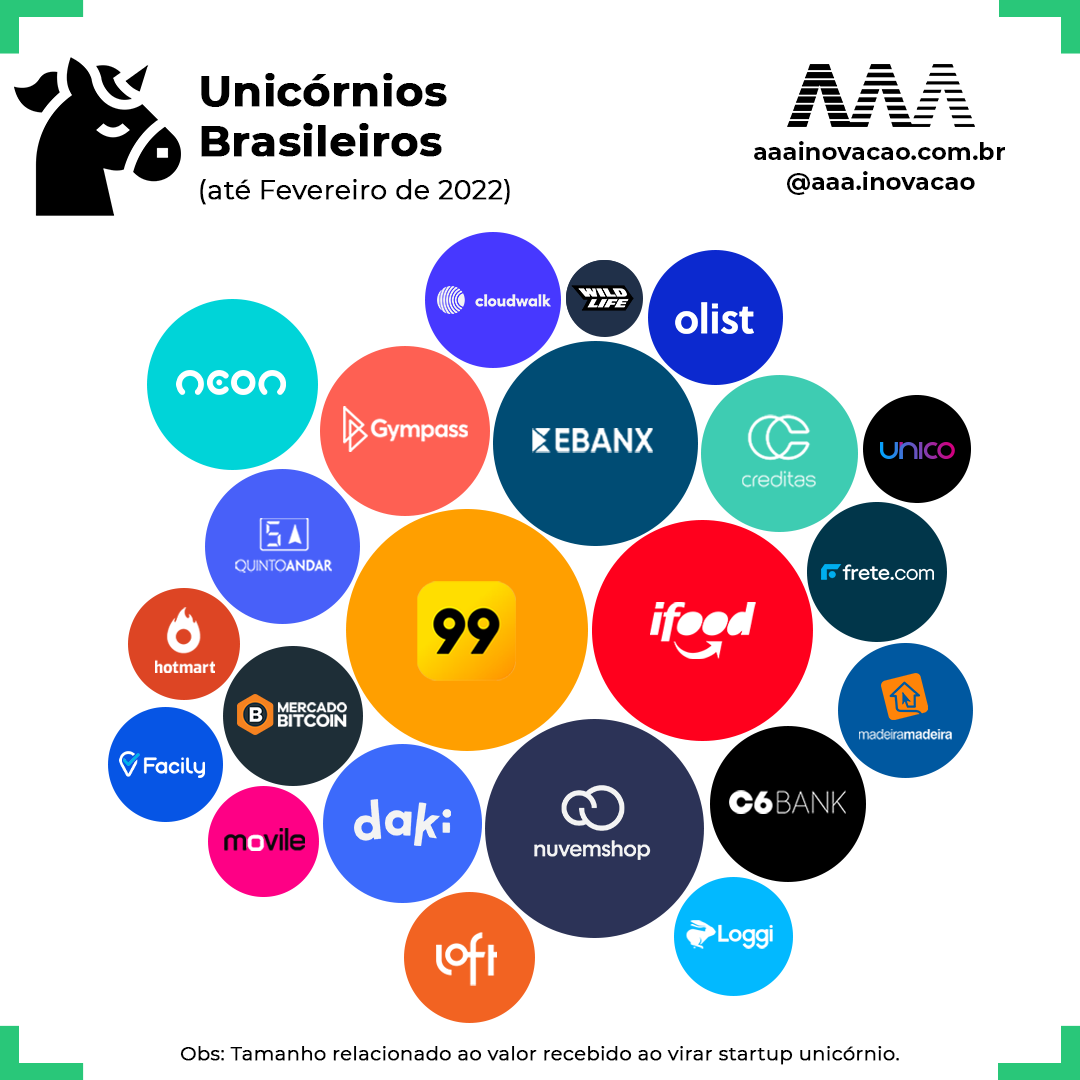 Unicórnios
Brasileiros
(até Fevereiro de 2022)
AAA
aaainovacao.com.br
@aaa.inovacao
cloudwalk
WILD
LIFE
olist
neon
Gympass
EBANX
creditas
unico
5A
QUINTOANDAR
frete.com
99
ifood
hotmart
B MERCADO
BITCOIN
madeiramadeira
Facily
C6BANK
daki
movile
nuvemshop
Loggi
Loft
Obs: Tamanho relacionado ao valor recebido ao virar startup unicórnio.